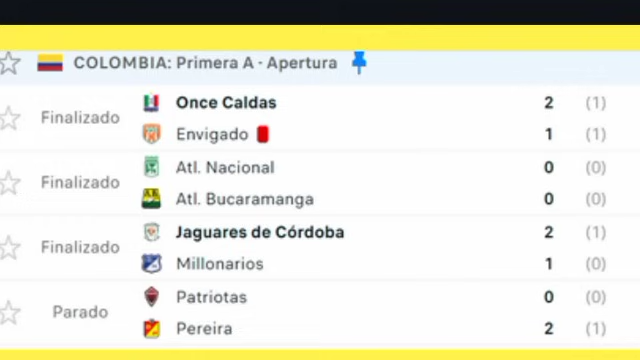 COLOMBIA: Primera A - Apertura
Finalizado
Once Caldas 2 (1)
Envigado 1 (1)
Finalizado
Atl. Nacional 0 (0)
Atl. Bucaramanga 0 (0)
Finalizado
Jaguares de Córdoba 2 (1)
Millonarios 1 (0)
Parado
Patriotas 0 (0)
Pereira 2 (1)